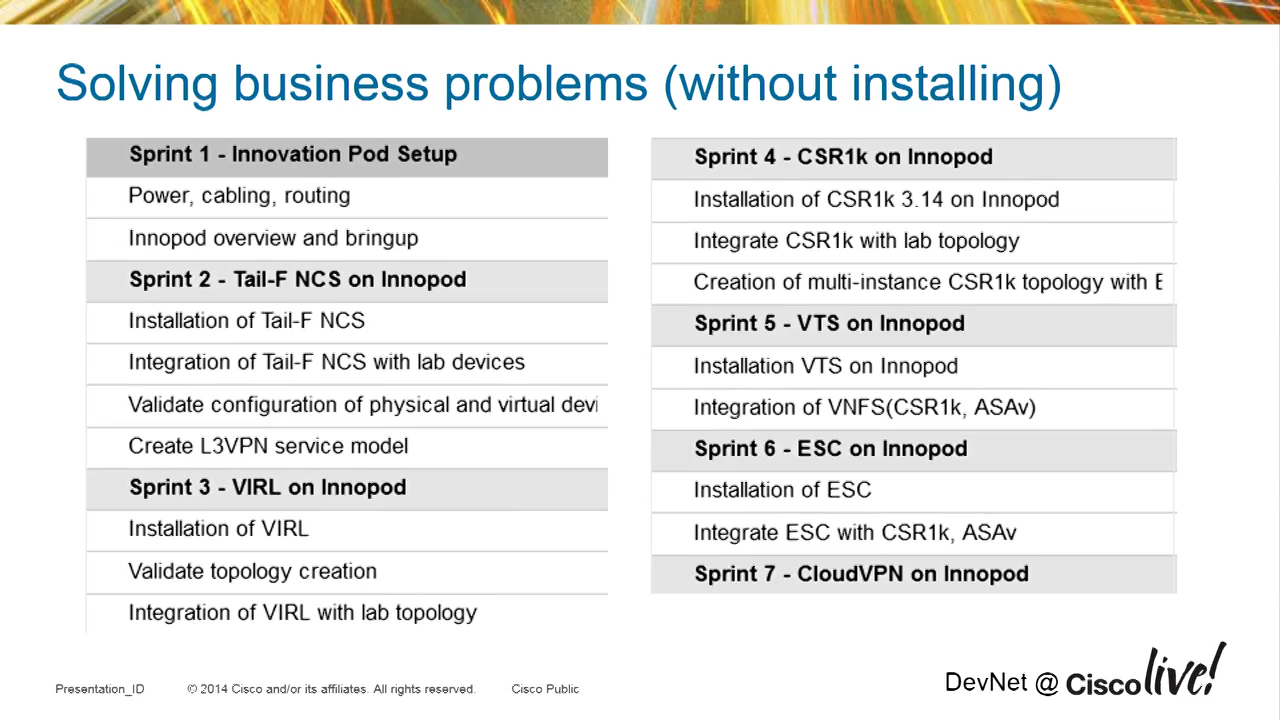 Solving business problems (without installing)
Sprint 1 - Innovation Pod Setup
Power, cabling, routing
Innopod overview and bringup
Sprint 2 - Tail-F NCS on Innopod
Installation of Tail-F NCS
Integration of Tail-F NCS with lab devices
Validate configuration of physical and virtual devi
Create L3VPN service model
Sprint 3 - VIRL on Innopod
Installation of VIRL
Validate topology creation
Integration of VIRL with lab topology
Sprint 4 - CSR1k on Innopod
Installation of CSR1k 3.14 on Innopod
Integrate CSR1k with lab topology
Creation of multi-instance CSR1k topology with E
Sprint 5 - VTS on Innopod
Installation VTS on Innopod
Integration of VNFS(CSR1k, ASAv)
Sprint 6 - ESC on Innopod
Installation of ESC
Integrate ESC with CSR1k, ASAv
Sprint 7 - CloudVPN on Innopod
Presentation_ID © 2014 Cisco and/or its affiliates. All rights reserved. Cisco Public
DevNet @ Cisco live!